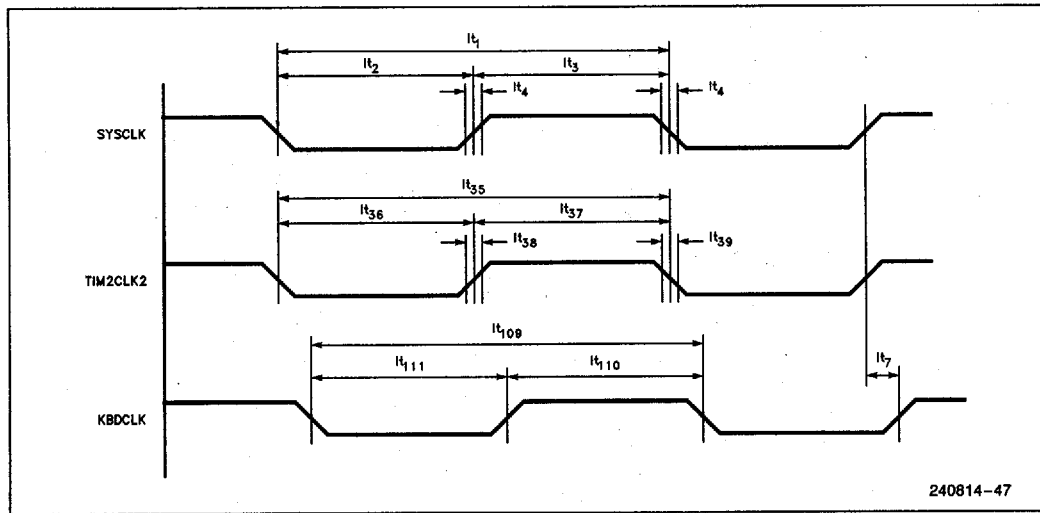 It1
It2 It3
It4 It4
SYSCLK
It35
It36 It37
It38 It39
TIM2CLK2
It109
It111 It110 It7
KBDCLK
240814-47